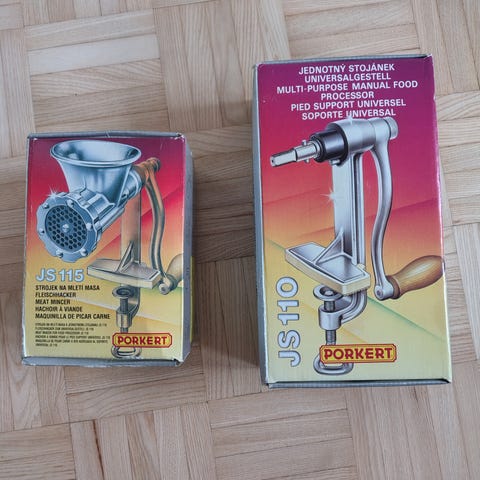 JS 115
STROJEK NA MLETÍ MASA
FLEISCHHACKER
MEAT MINCER
HACHOIR À VIANDE
MAQUINILLA DE PICAR CARNE
PORKERT
JEDNOTNÝ STOJÁNEK
UNIVERSALGESTELL
MULTI-PURPOSE MANUAL FOOD
PROCESSOR
PIED SUPPORT UNIVERSEL
SOPORTE UNIVERSAL
JS 110
PORKERT